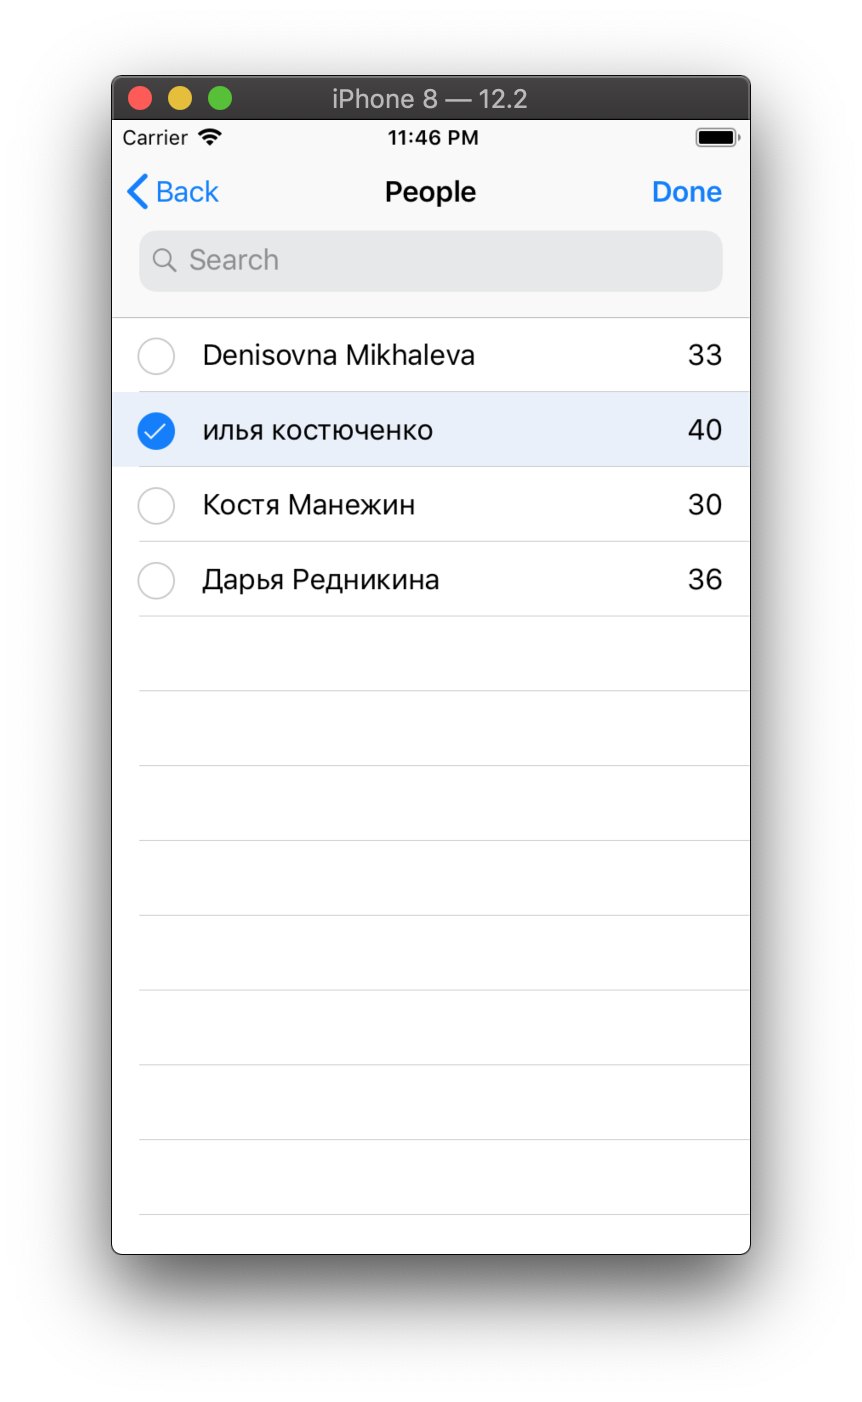 iPhone 8 — 12.2
Carrier 11:46 PM
Back People Done
Search
Denisovna Mikhaleva 33
илья костюченко 40
Костя Манежин 30
Дарья Редникина 36